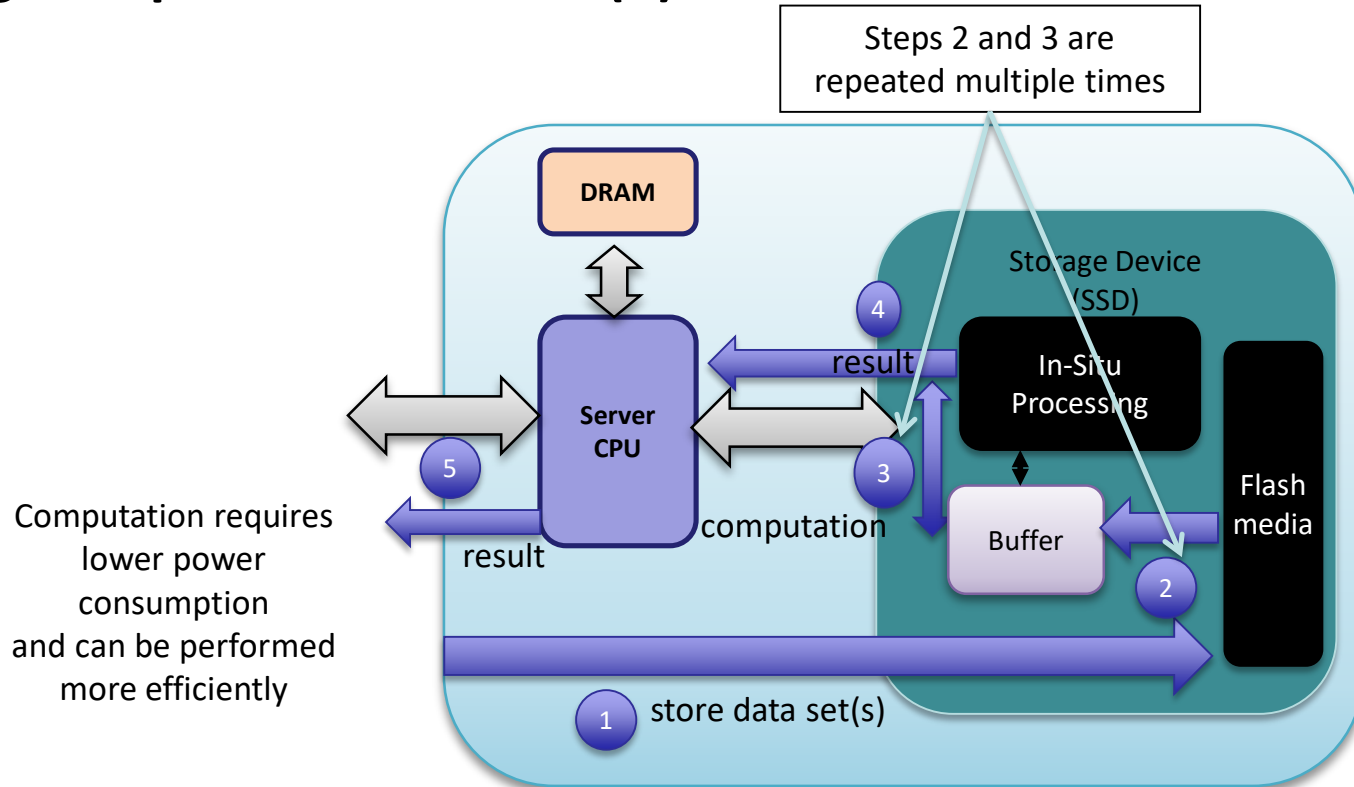 Steps 2 and 3 are
repeated multiple times
DRAM
Storage Device
(SSD)
4
result
In-Situ
Processing
Server
CPU
3
5
computation
Buffer
Flash
media
2
result
Computation requires
lower power
consumption
and can be performed
more efficiently
1
store data set(s)